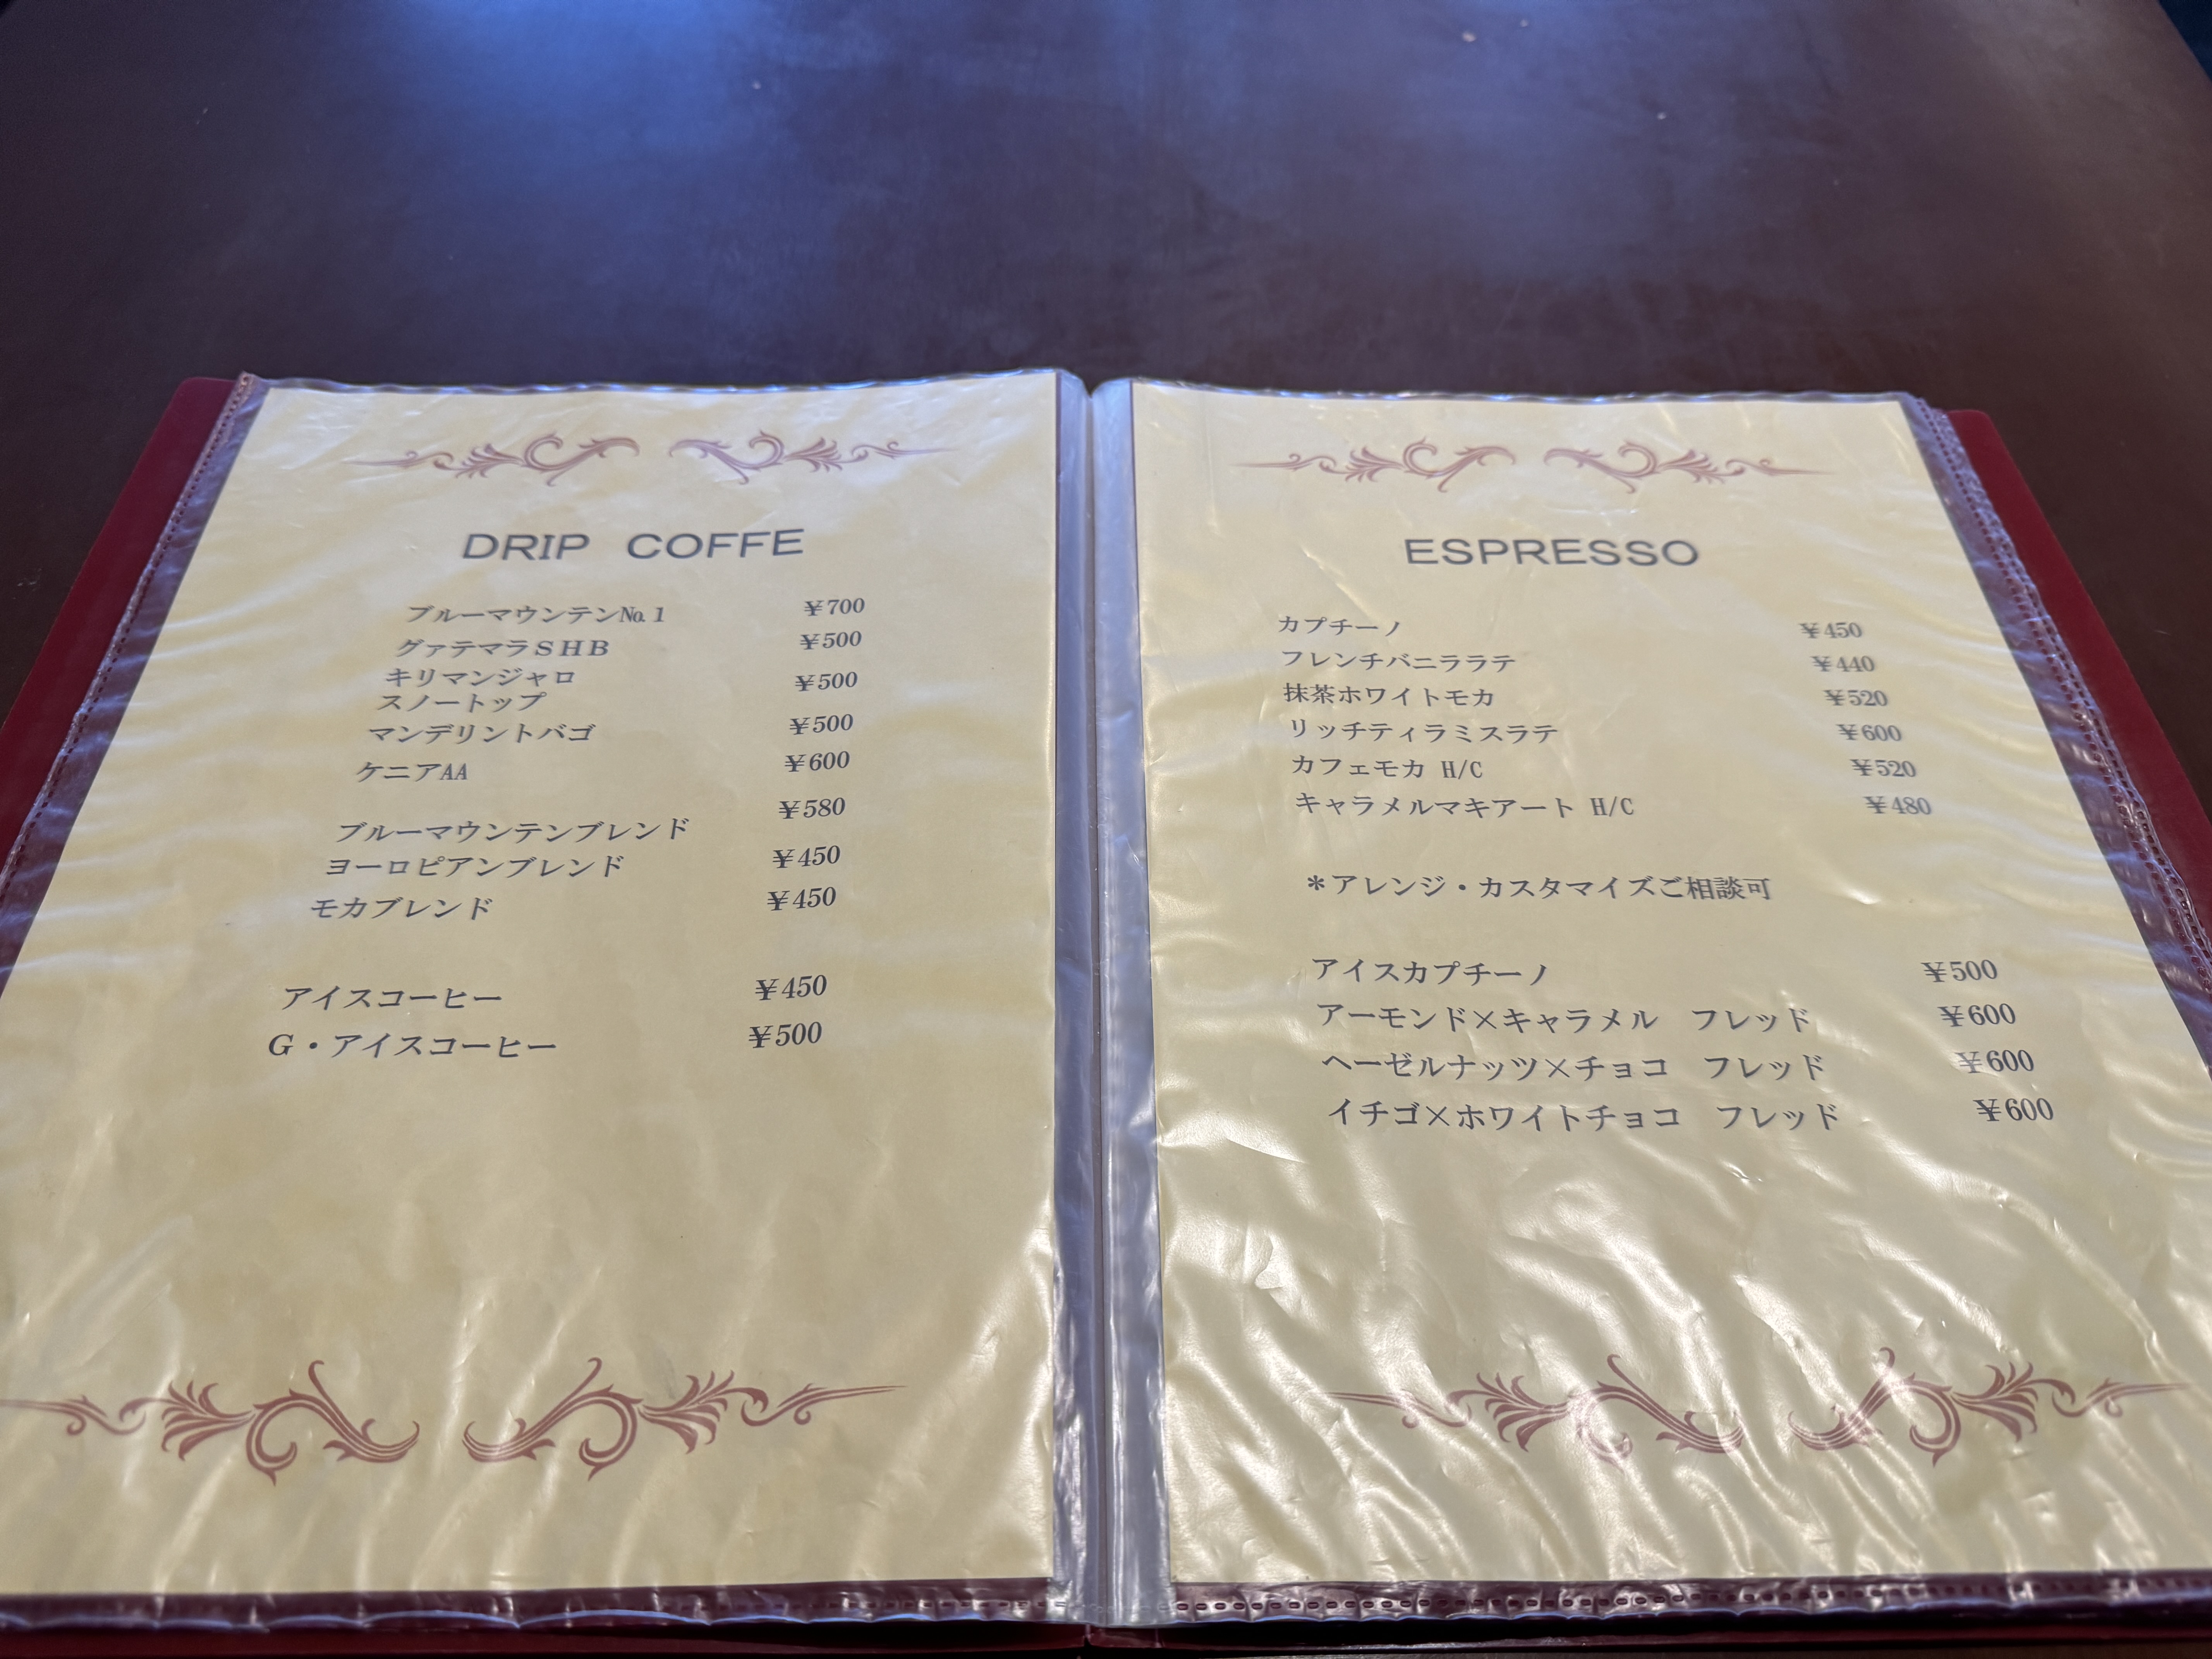 DRIP COFFE
ブルーマウンテン№1 ¥700
グァテマラSHB ¥500
キリマンジャロ ¥500
スノートップ
マンデリントバゴ ¥500
ケニアAA ¥600
ブルーマウンテンブレンド ¥580
ヨーロピアンブレンド ¥450
モカブレンド ¥450
アイスコーヒー ¥450
G・アイスコーヒー ¥500
ESPRESSO
カプチーノ ¥450
フレンチバニララテ ¥440
抹茶ホワイトモカ ¥520
リッチティラミスラテ ¥600
カフェモカ H/C ¥520
キャラメルマキアート H/C ¥480
*アレンジ・カスタマイズご相談可
アイスカプチーノ ¥500
アーモンド×キャラメル フレッド ¥600
ヘーゼルナッツ×チョコ フレッド ¥600
イチゴ×ホワイトチョコ フレッド ¥600